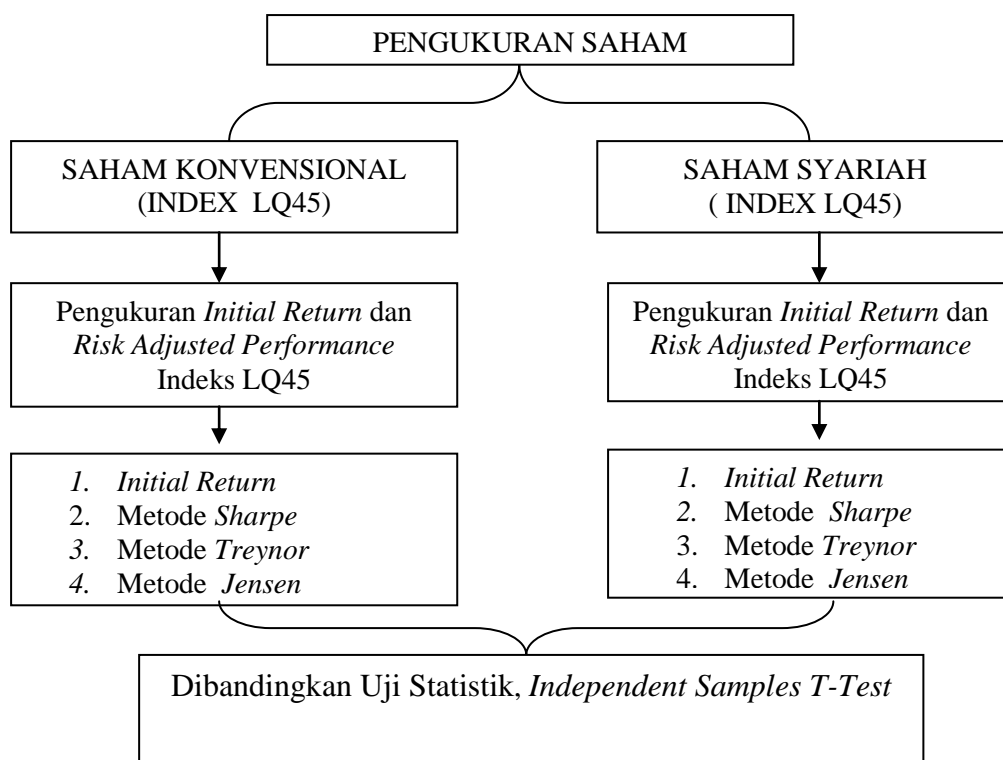 PENGUKURAN SAHAM
SAHAM KONVENSIONAL
(INDEX LQ45)
SAHAM SYARIAH
( INDEX LQ45)
Pengukuran Initial Return dan
Risk Adjusted Performance
Indeks LQ45
Pengukuran Initial Return dan
Risk Adjusted Performance
Indeks LQ45
1. Initial Return
2. Metode Sharpe
3. Metode Treynor
4. Metode Jensen
1. Initial Return
2. Metode Sharpe
3. Metode Treynor
4. Metode Jensen
Dibandingkan Uji Statistik, Independent Samples T-Test